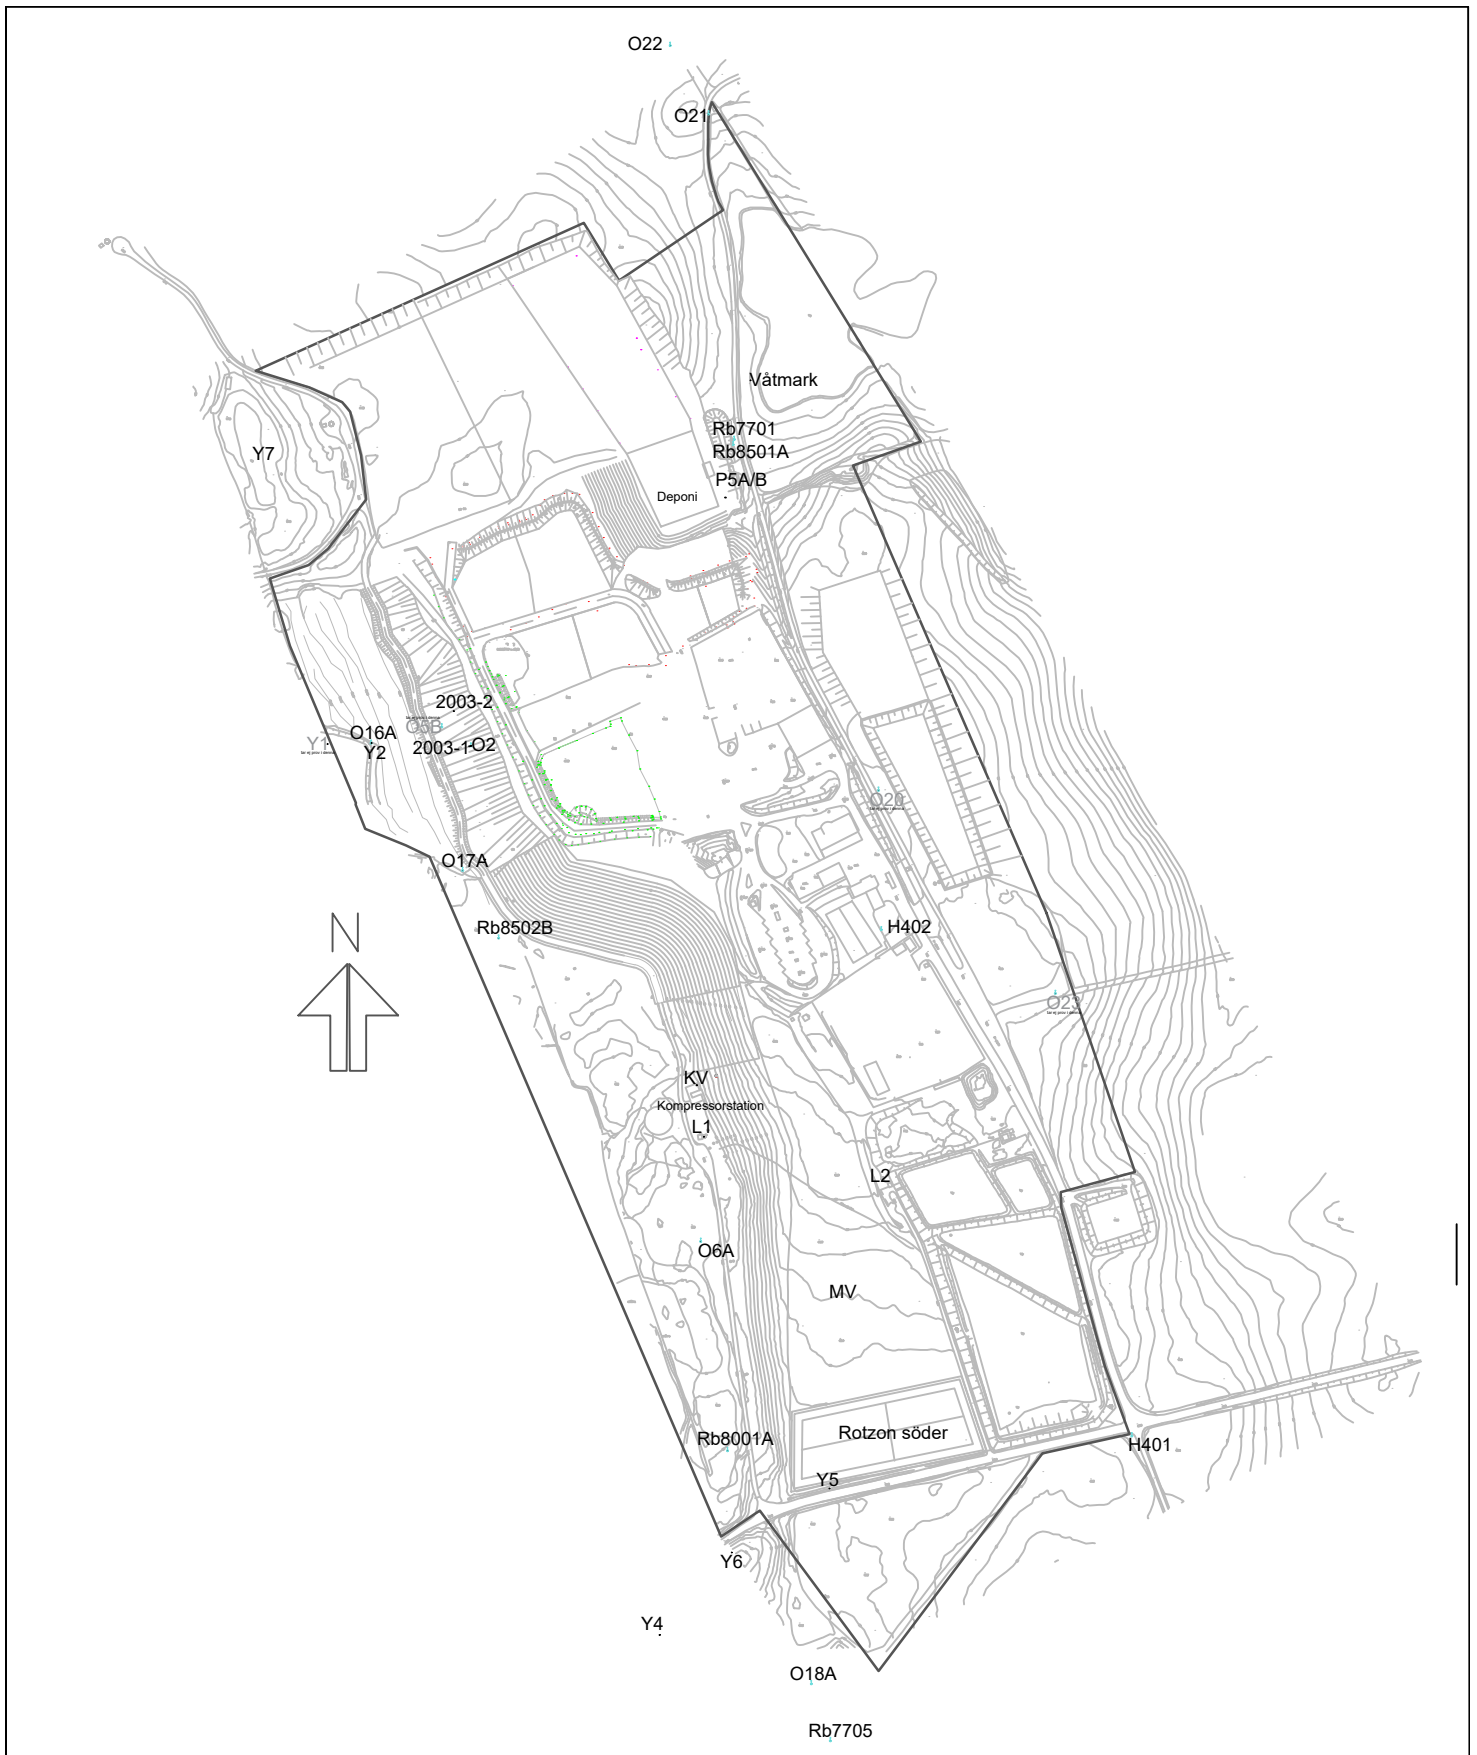 O22
O21
Våtmark
Rb7701
Y7
Rb8501A
P5A/B
Deponi
2003-2
O5B
O16A
Y1
2003-1
O2
Y2
O20
O17A
Rb8502B
H402
N
O23
KV
Kompressorstation
L1
L2
O6A
MV
Rotzon söder
Rb8001A
H401
Y5
Y6
Y4
O18A
Rb7705